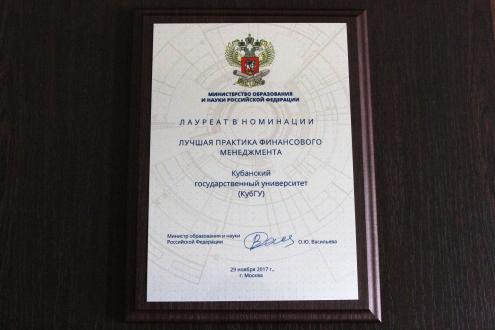 МИНИСТЕРСТВО ОБРАЗОВАНИЯ
И НАУКИ РОССИЙСКОЙ ФЕДЕРАЦИИ
ЛАУРЕАТ В НОМИНАЦИИ
ЛУЧШАЯ ПРАКТИКА ФИНАНСОВОГО
МЕНЕДЖМЕНТА
Кубанский
государственный университет
(КубГУ)
Министр образования и науки
Российской Федерации
О.Ю. Васильева
29 ноября 2017 г.,
г. Москва